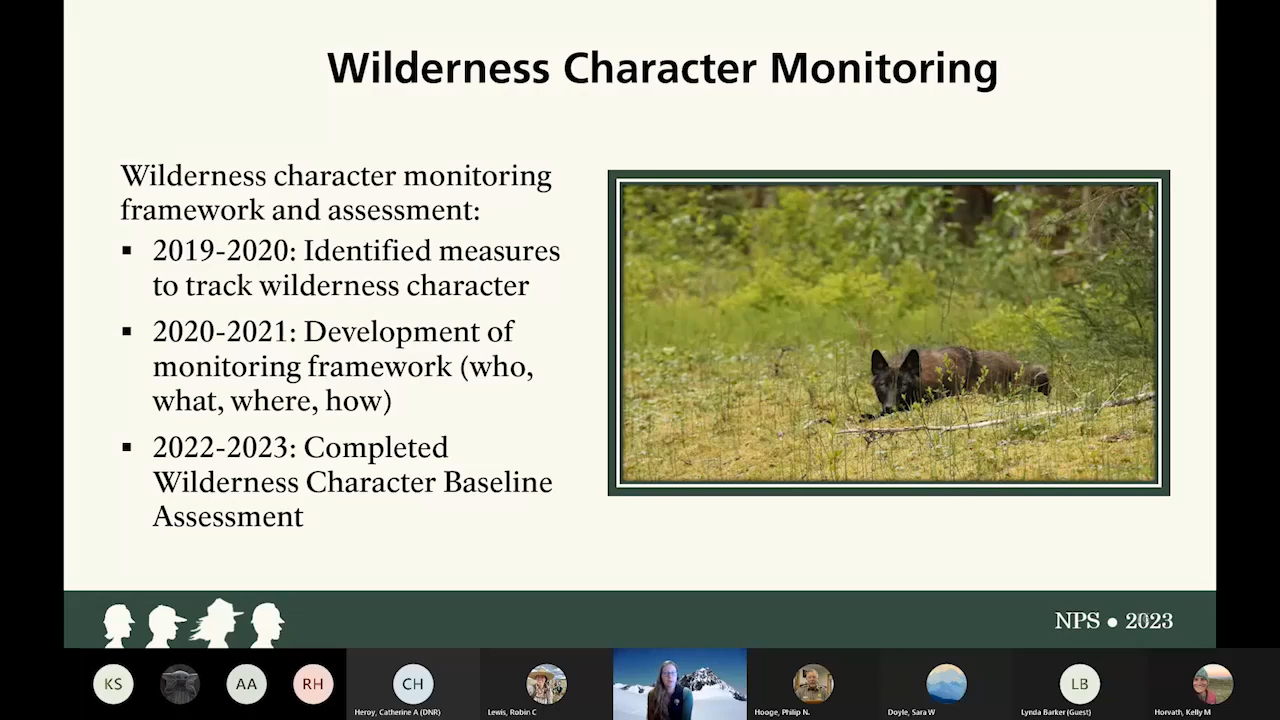 Wilderness Character Monitoring
Wilderness character monitoring
framework and assessment:
▪ 2019-2020: Identified measures
to track wilderness character
▪ 2020-2021: Development of
monitoring framework (who,
what, where, how)
▪ 2022-2023: Completed
Wilderness Character Baseline
Assessment
NPS • 2023
KS
AA
RH
CH
LB
Heroy, Catherine A (DNR)
Lewis, Robin C
Hooge, Philip N.
Doyle, Sara W
Lynda Barker (Guest)
Horvath, Kelly M